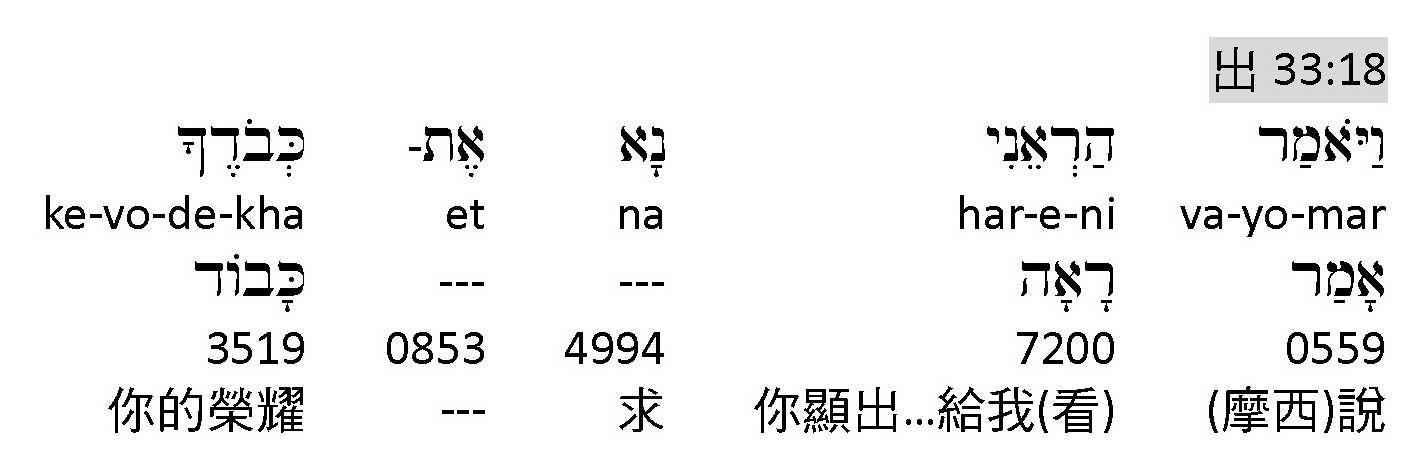 出 33:18
וַיֹּאמַר הַרְאֵנִי נָא אֶת- כְּבֹדֶךָ
va-yo-mar har-e-ni na et ke-vo-de-kha
אָמַר רָאָה --- --- כָּבוֹד
0559 7200 4994 0853 3519
(摩西)說 你顯出...給我(看) 求 --- 你的榮耀